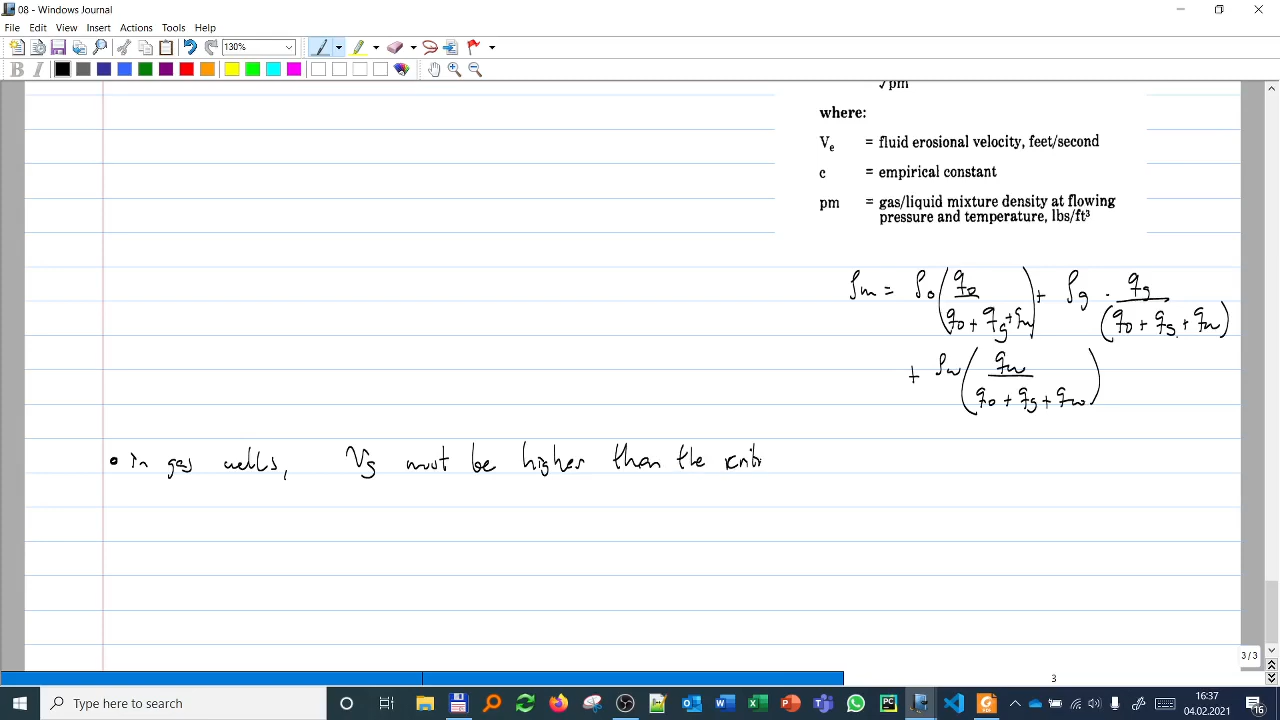 08 - Windows Journal
File Edit View Insert Actions Tools Help
130%
B I
√pm
where:
Ve = fluid erosional velocity, feet/second
c = empirical constant
pm = gas/liquid mixture density at flowing
pressure and temperature, lbs/ft³
ρm = ρo (qo / (qo + qg + qw)) + ρg · qg / (qo + qg + qw)
+ ρw (qw / (qo + qg + qw))
• in gas wells, Vg must be higher than the criti
3 / 3
3
Type here to search
16:37
04.02.2021
16